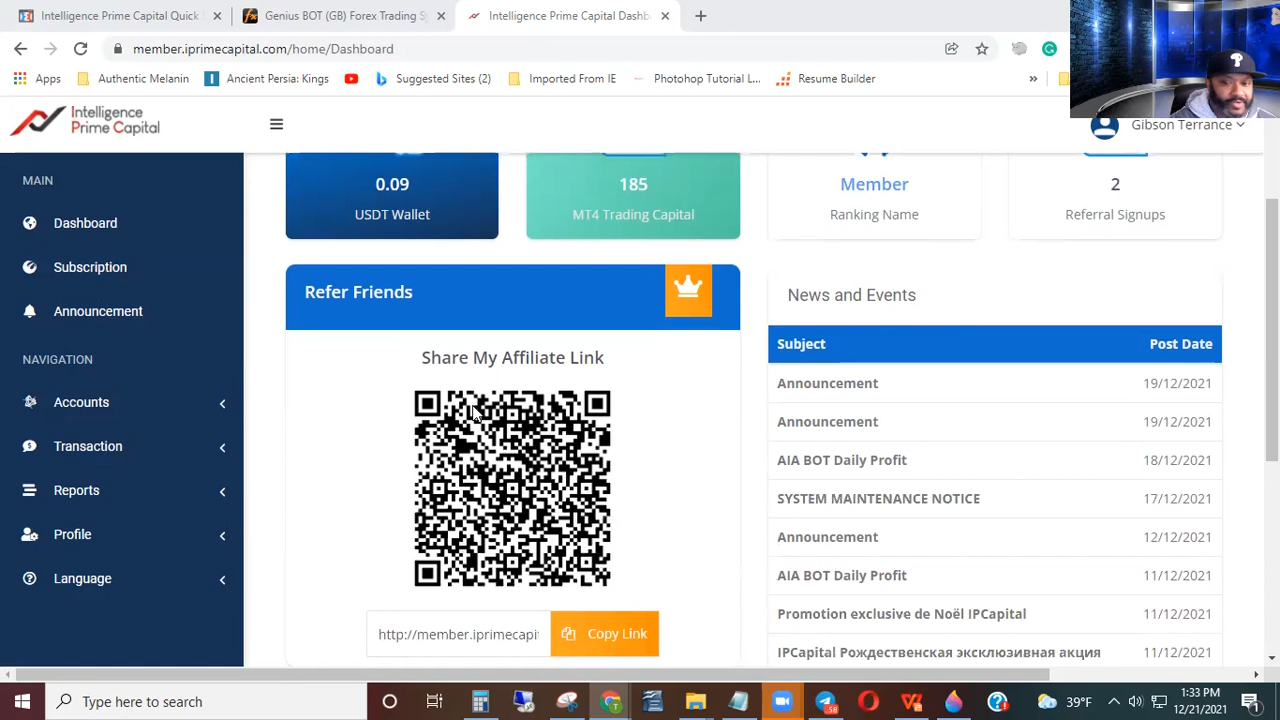 Intelligence Prime Capital Quick
Genius BOT (GB) Forex Trading Sy
Intelligence Prime Capital Dashb
member.iprimecapital.com/home/Dashboard
Apps
Authentic Melanin
Ancient Persia: Kings
Suggested Sites (2)
Imported From IE
Photohop Tutorial L...
Resume Builder
Intelligence
Prime Capital
Gibson Terrance
MAIN
Dashboard
Subscription
Announcement
NAVIGATION
Accounts
Transaction
Reports
Profile
Language
0.09
USDT Wallet
185
MT4 Trading Capital
Member
Ranking Name
2
Referral Signups
Refer Friends
Share My Affiliate Link
http://member.iprimecapi
Copy Link
News and Events
Subject Post Date
Announcement 19/12/2021
Announcement 19/12/2021
AIA BOT Daily Profit 18/12/2021
SYSTEM MAINTENANCE NOTICE 17/12/2021
Announcement 12/12/2021
AIA BOT Daily Profit 11/12/2021
Promotion exclusive de Noël IPCapital 11/12/2021
IPCapital Рождественская эксклюзивная акция 11/12/2021
Type here to search
39°F
1:33 PM
12/21/2021